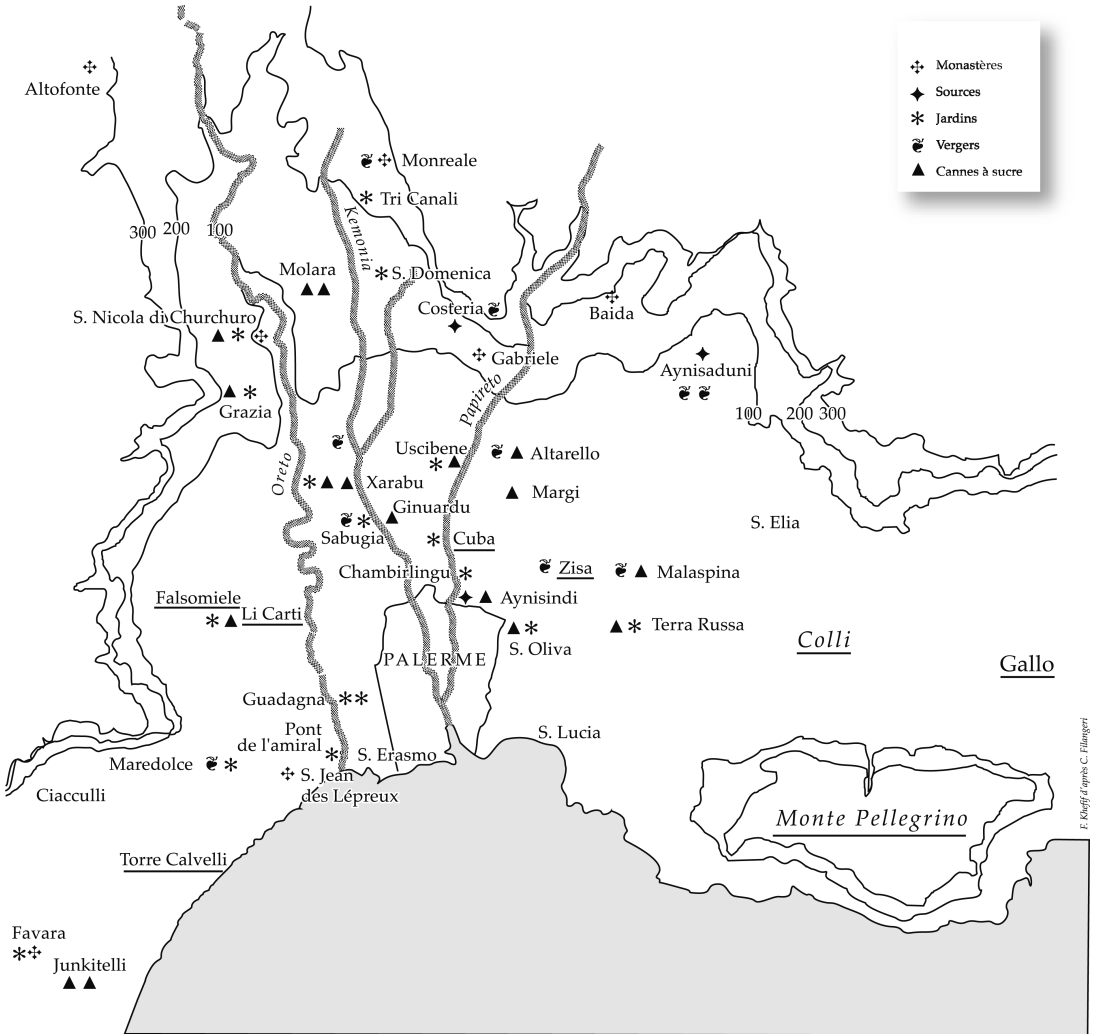 Monastères
Sources
Jardins
Vergers
Cannes à sucre
Altofonte
Monreale
Tri Canali
Kemonia
300 200 100
Molara
S. Domenica
Costeria
Baida
S. Nicola di Churchuro
Gabriele
Aynisaduni
Papireto
Grazia
100 200 300
Uscibene
Altarello
Oreto
Xarabu
Margi
Ginuardu
Sabugia
S. Elia
Cuba
Chambirlingu
Zisa
Malaspina
Falsomiele
Aynisindi
Li Carti
Terra Russa
S. Oliva
Colli
PALERME
Gallo
Guadagna
Pont
de l'amiral
S. Erasmo
S. Lucia
Maredolce
S. Jean
des Lépreux
Ciacculli
Monte Pellegrino
F. Khefif d'après C. Filangeri
Torre Calvelli
Favara
Junkitelli